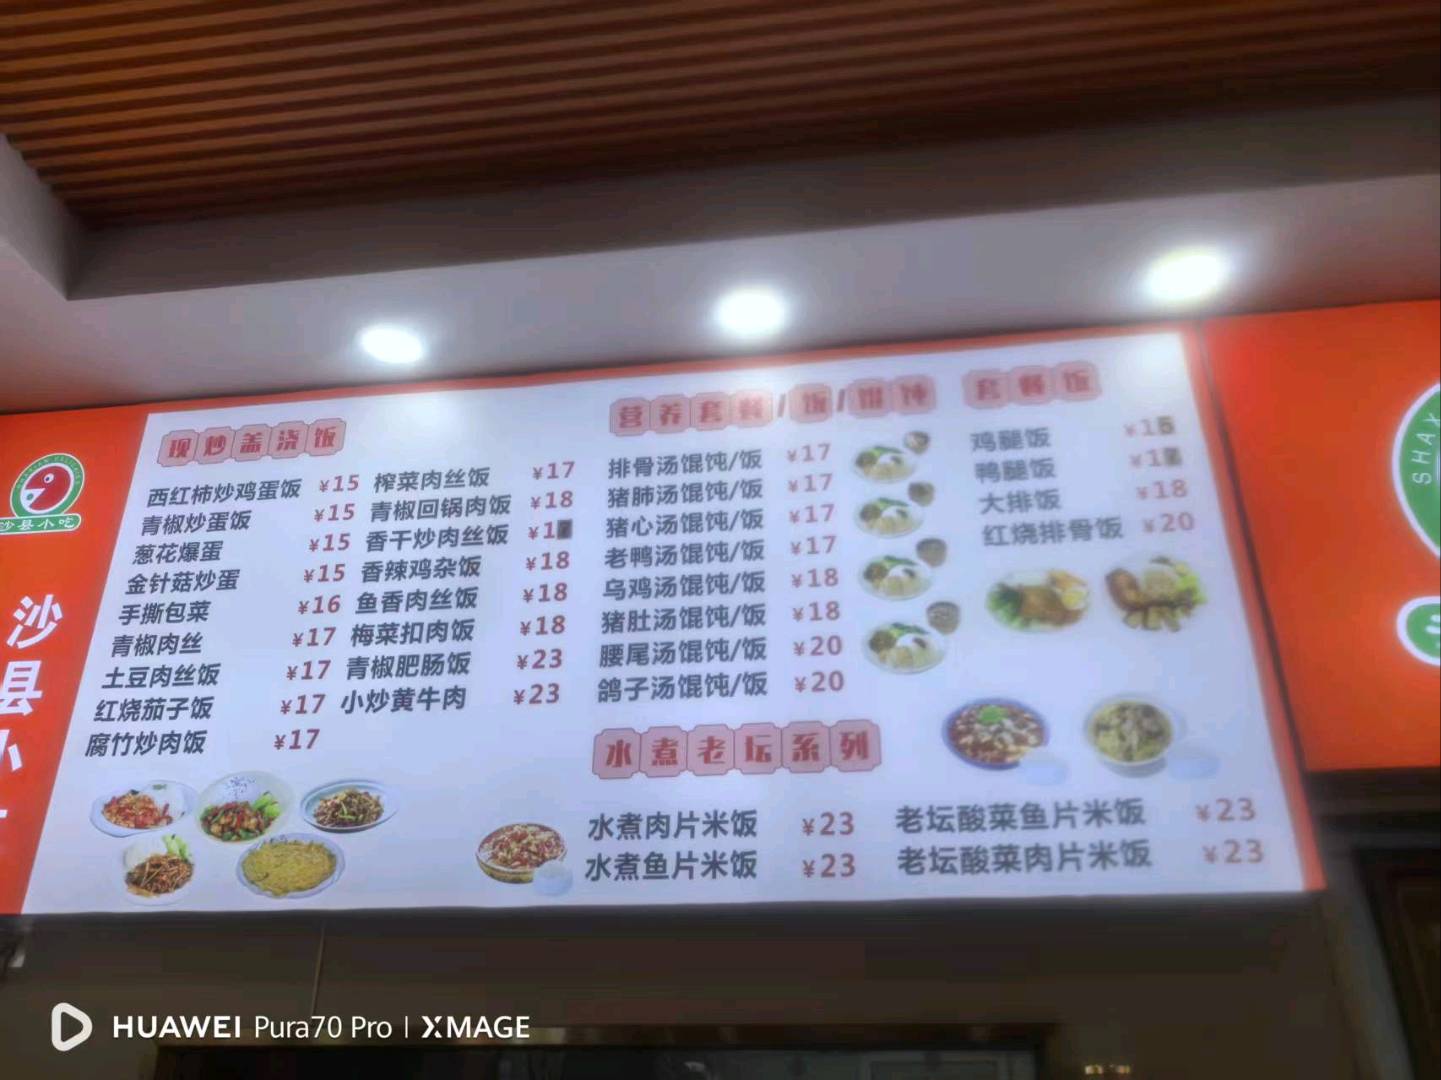 现炒盖浇饭
西红柿炒鸡蛋饭 ¥15
青椒炒蛋饭 ¥15
葱花爆蛋 ¥15
金针菇炒蛋 ¥15
手撕包菜 ¥16
青椒肉丝 ¥17
土豆肉丝饭 ¥17
红烧茄子饭 ¥17
腐竹炒肉饭 ¥17
榨菜肉丝饭 ¥17
青椒回锅肉饭 ¥18
香干炒肉丝饭
香辣鸡杂饭 ¥18
鱼香肉丝饭 ¥18
梅菜扣肉饭 ¥18
青椒肥肠饭 ¥23
小炒黄牛肉 ¥23
营养套餐/饭/馄饨
排骨汤馄饨/饭 ¥17
猪肺汤馄饨/饭 ¥17
猪心汤馄饨/饭 ¥17
老鸭汤馄饨/饭 ¥17
乌鸡汤馄饨/饭 ¥18
猪肚汤馄饨/饭 ¥18
腰尾汤馄饨/饭 ¥20
鸽子汤馄饨/饭 ¥20
套餐饭
鸡腿饭
鸭腿饭
大排饭 ¥18
红烧排骨饭 ¥20
水煮老坛系列
水煮肉片米饭 ¥23
水煮鱼片米饭 ¥23
老坛酸菜鱼片米饭 ¥23
老坛酸菜肉片米饭 ¥23
沙县小吃
沙县小
SHAX
HUAWEI Pura70 Pro | XMAGE